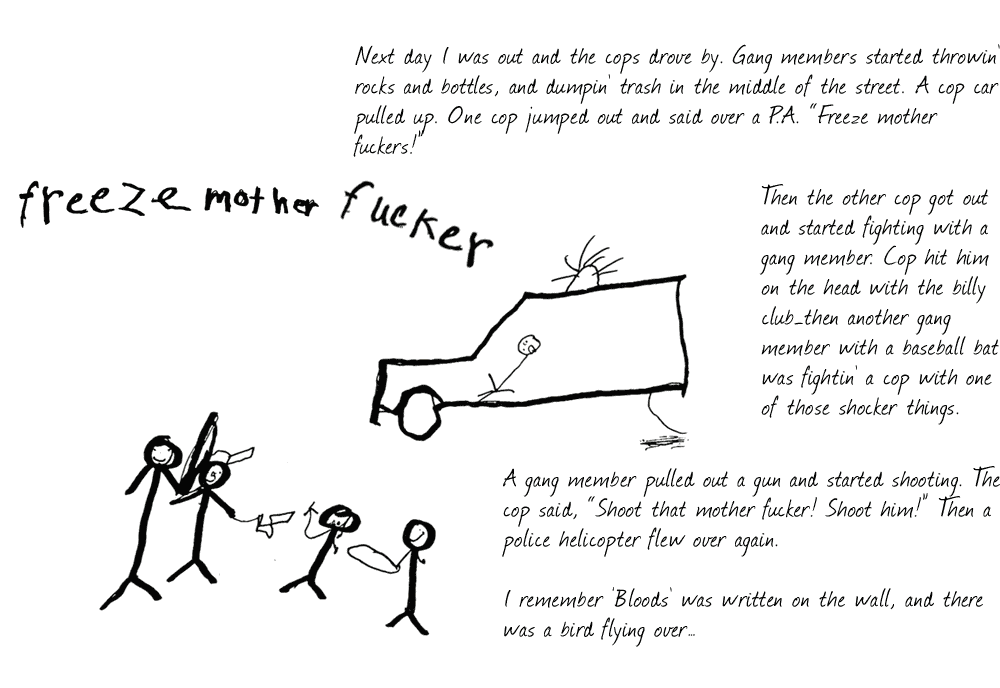 Next day I was out and the cops drove by. Gang members started throwin'
rocks and bottles, and dumpin' trash in the middle of the street. A cop car
pulled up. One cop jumped out and said over a P.A. "Freeze mother
fuckers!"
freeze mother fucker
Then the other cop got out
and started fighting with a
gang member. Cop hit him
on the head with the billy
club_then another gang
member with a baseball bat
was fightin' a cop with one
of those shocker things.
A gang member pulled out a gun and started shooting. The
cop said, "Shoot that mother fucker! Shoot him!" Then a
police helicopter flew over again.
I remember 'Bloods' was written on the wall, and there
was a bird flying over...